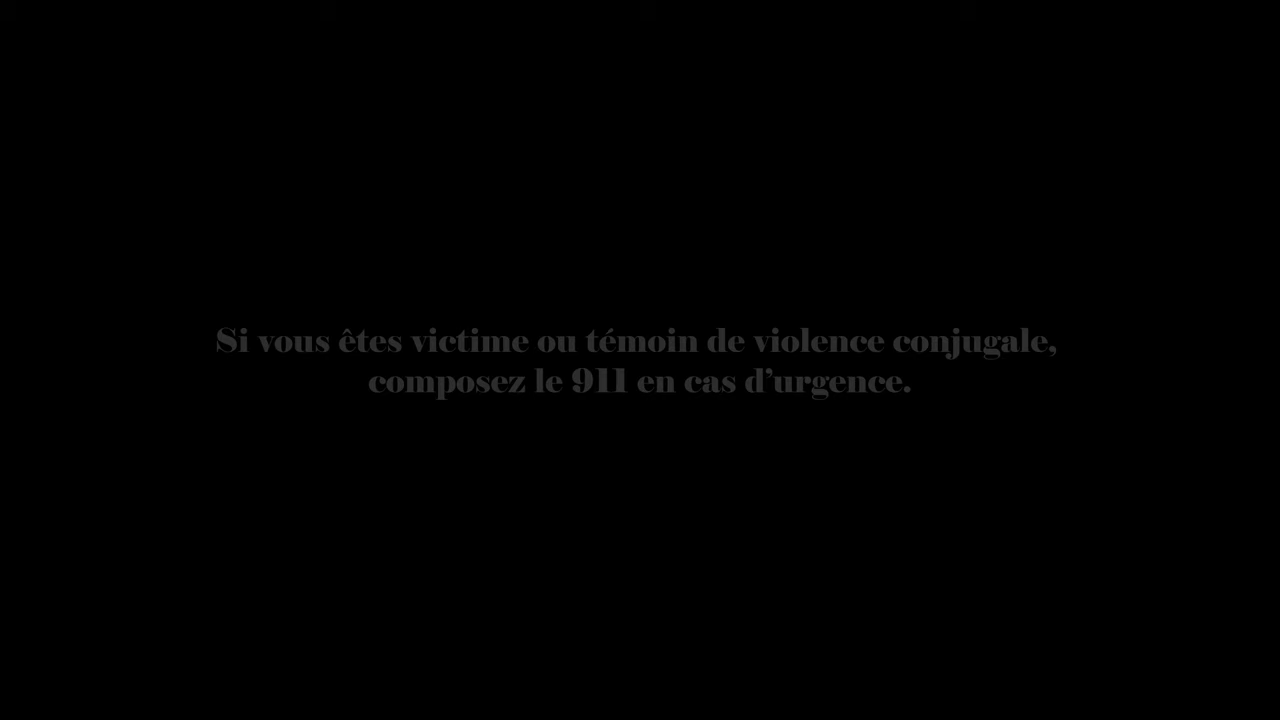 Si vous êtes victime ou témoin de violence conjugale,
composez le 911 en cas d’urgence.